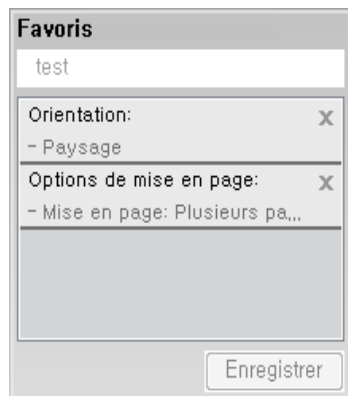 Favoris
test
Orientation:
X
- Paysage
Options de mise en page:
X
- Mise en page: Plusieurs pa...
Enregistrer